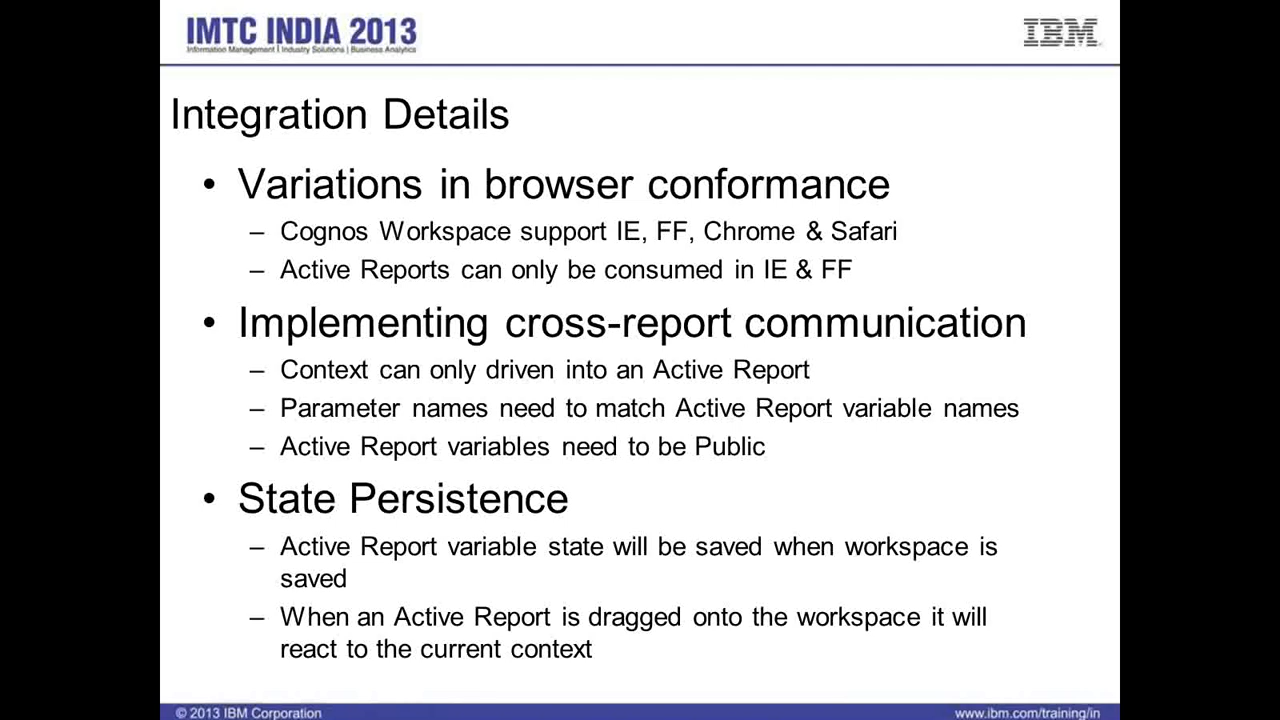 IMTC INDIA 2013
Information Management | Industry Solutions | Business Analytics
IBM
Integration Details
• Variations in browser conformance
– Cognos Workspace support IE, FF, Chrome & Safari
– Active Reports can only be consumed in IE & FF
• Implementing cross-report communication
– Context can only driven into an Active Report
– Parameter names need to match Active Report variable names
– Active Report variables need to be Public
• State Persistence
– Active Report variable state will be saved when workspace is
saved
– When an Active Report is dragged onto the workspace it will
react to the current context
© 2013 IBM Corporation
www.ibm.com/training/in